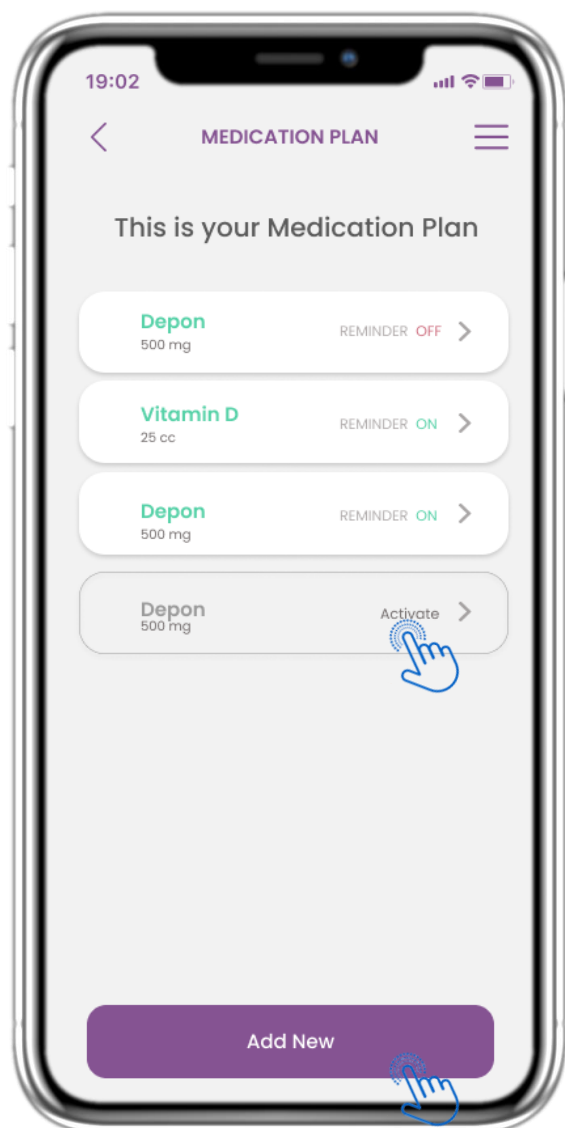 19:02
MEDICATION PLAN
This is your Medication Plan
Depon
500 mg
REMINDER OFF
Vitamin D
25 cc
REMINDER ON
Depon
500 mg
REMINDER ON
Depon
500 mg
Activate
Add New